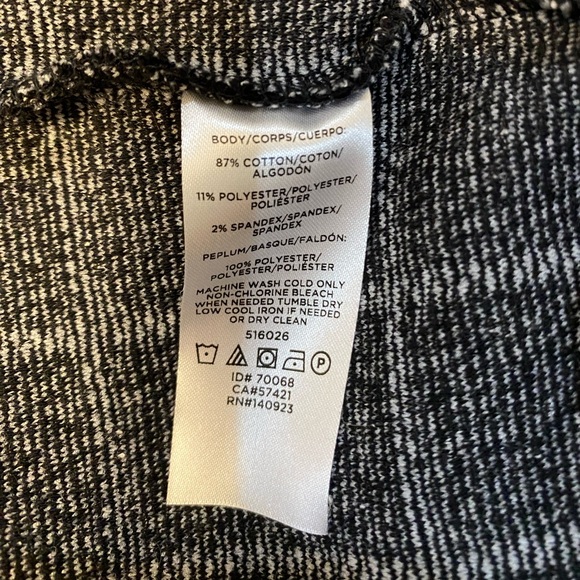 BODY/CORPS/CUERPO:
87% COTTON/COTON/
ALGODÓN
11% POLYESTER/POLYESTER/
POLIÉSTER
2% SPANDEX/SPANDEX/
SPANDEX
PEPLUM/BASQUE/FALDÓN:
100% POLYESTER/
POLYESTER/POLIÉSTER
MACHINE WASH COLD ONLY
NON-CHLORINE BLEACH
WHEN NEEDED TUMBLE DRY
LOW COOL IRON IF NEEDED
OR DRY CLEAN
516026
P
ID# 70068
CA#57421
RN#140923